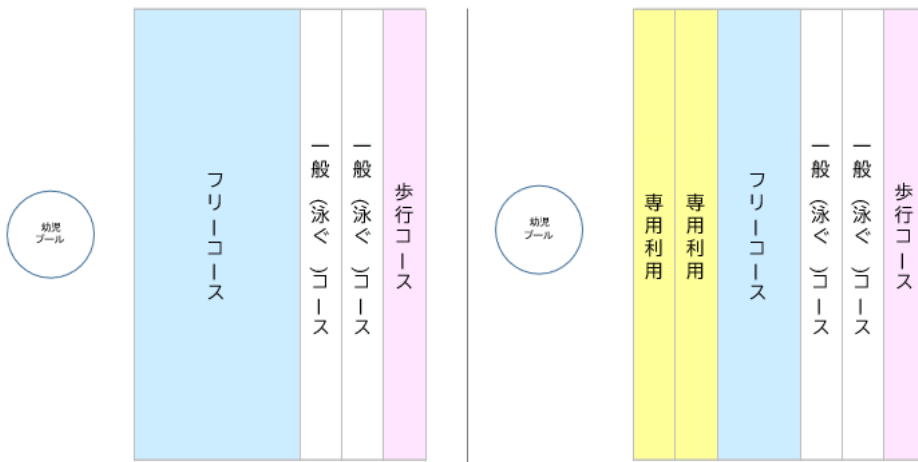 幼児
プール
フリーコース
一般(泳ぐ)コース
一般(泳ぐ)コース
歩行コース
幼児
プール
専用利用
専用利用
フリーコース
一般(泳ぐ)コース
一般(泳ぐ)コース
歩行コース